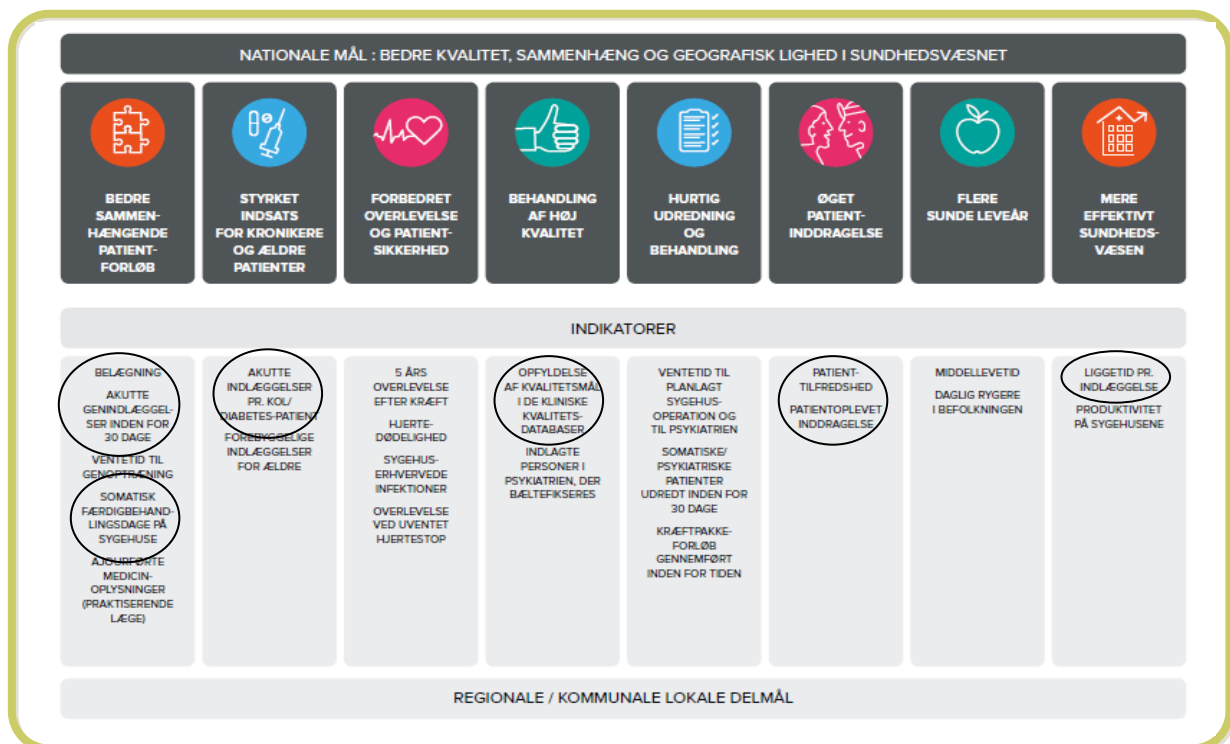 NATIONALE MÅL : BEDRE KVALITET, SAMMENHÆNG OG GEOGRAFISK LIGHED I SUNDHEDSVÆSNET
BEDRE
SAMMEN-
HÆNGENDE
PATIENT-
FORLØB
STYRKET
INDSATS
FOR KRONIKERE
OG ÆLDRE
PATIENTER
FORBEDRET
OVERLEVELSE
OG PATIENT-
SIKKERHED
BEHANDLING
AF HØJ
KVALITET
HURTIG
UDREDNING
OG
BEHANDLING
ØGET
PATIENT-
INDDRAGELSE
FLERE
SUNDE LEVEÅR
MERE
EFFEKTIVT
SUNDHEDS-
VÆSEN
INDIKATORER
BELÆGNING
AKUTTE
GENINDLÆGGEL-
SER INDEN FOR
30 DAGE
VENTETID TIL
GENOPTRÆNING
SOMATISK
FÆRDIGBEHAND-
LINGSDAGE PÅ
SYGEHUSE
AJOURFØRTE
MEDICIN-
OPLYSNINGER
(PRAKTISERENDE
LÆGE)
AKUTTE
INDLÆGGELSER
PR. KOL/
DIABETES-PATIENT
FOREBYGGELIGE
INDLÆGGELSER
FOR ÆLDRE
5 ÅRS
OVERLEVELSE
EFTER KRÆFT
HJERTE-
DØDELIGHED
SYGEHUS-
ERHVERVEDE
INFEKTIONER
OVERLEVELSE
VED UVENTET
HJERTESTOP
OPFYLDELSE
AF KVALITETSMÅL
I DE KLINISKE
KVALITETS-
DATABASER
INDLAGTE
PERSONER I
PSYKIATRIEN, DER
BÆLTEFIKSERES
VENTETID TIL
PLANLAGT
SYGEHUS-
OPERATION OG
TIL PSYKIATRIEN
SOMATISKE/
PSYKIATRISKE
PATIENTER
UDREDT INDEN FOR
30 DAGE
KRÆFTPAKKE-
FORLØB
GENNEMFØRT
INDEN FOR TIDEN
PATIENT-
TILFREDSHED
PATIENTOPLEVET
INDDRAGELSE
MIDDELLEVETID
DAGLIG RYGERE
I BEFOLKNINGEN
LIGGETID PR.
INDLÆGGELSE
PRODUKTIVITET
PÅ SYGEHUSENE
REGIONALE / KOMMUNALE LOKALE DELMÅL